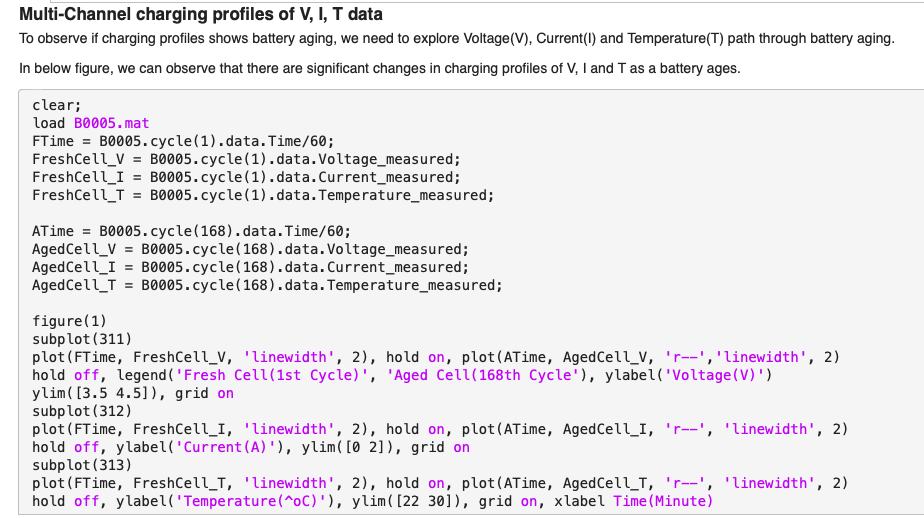 Multi-Channel charging profiles of V, I, T data
To observe if charging profiles shows battery aging, we need to explore Voltage(V), Current(I) and Temperature(T) path through battery aging.
In below figure, we can observe that there are significant changes in charging profiles of V, I and T as a battery ages.
clear;
load B0005.mat
FTime = B0005.cycle(1).data.Time/60;
FreshCell_V = B0005.cycle(1).data.Voltage_measured;
FreshCell_I = B0005.cycle(1).data.Current_measured;
FreshCell_T = B0005.cycle(1).data.Temperature_measured;
ATime = B0005.cycle(168).data.Time/60;
AgedCell_V = B0005.cycle(168).data.Voltage_measured;
AgedCell_I = B0005.cycle(168).data.Current_measured;
AgedCell_T = B0005.cycle(168).data.Temperature_measured;
figure(1)
subplot(311)
plot(FTime, FreshCell_V, 'linewidth', 2), hold on, plot(ATime, AgedCell_V, 'r--','linewidth', 2)
hold off, legend('Fresh Cell(1st Cycle)', 'Aged Cell(168th Cycle'), ylabel('Voltage(V)')
ylim([3.5 4.5]), grid on
subplot(312)
plot(FTime, FreshCell_I, 'linewidth', 2), hold on, plot(ATime, AgedCell_I, 'r--', 'linewidth', 2)
hold off, ylabel('Current(A)'), ylim([0 2]), grid on
subplot(313)
plot(FTime, FreshCell_T, 'linewidth', 2), hold on, plot(ATime, AgedCell_T, 'r--', 'linewidth', 2)
hold off, ylabel('Temperature(^oC)'), ylim([22 30]), grid on, xlabel Time(Minute)